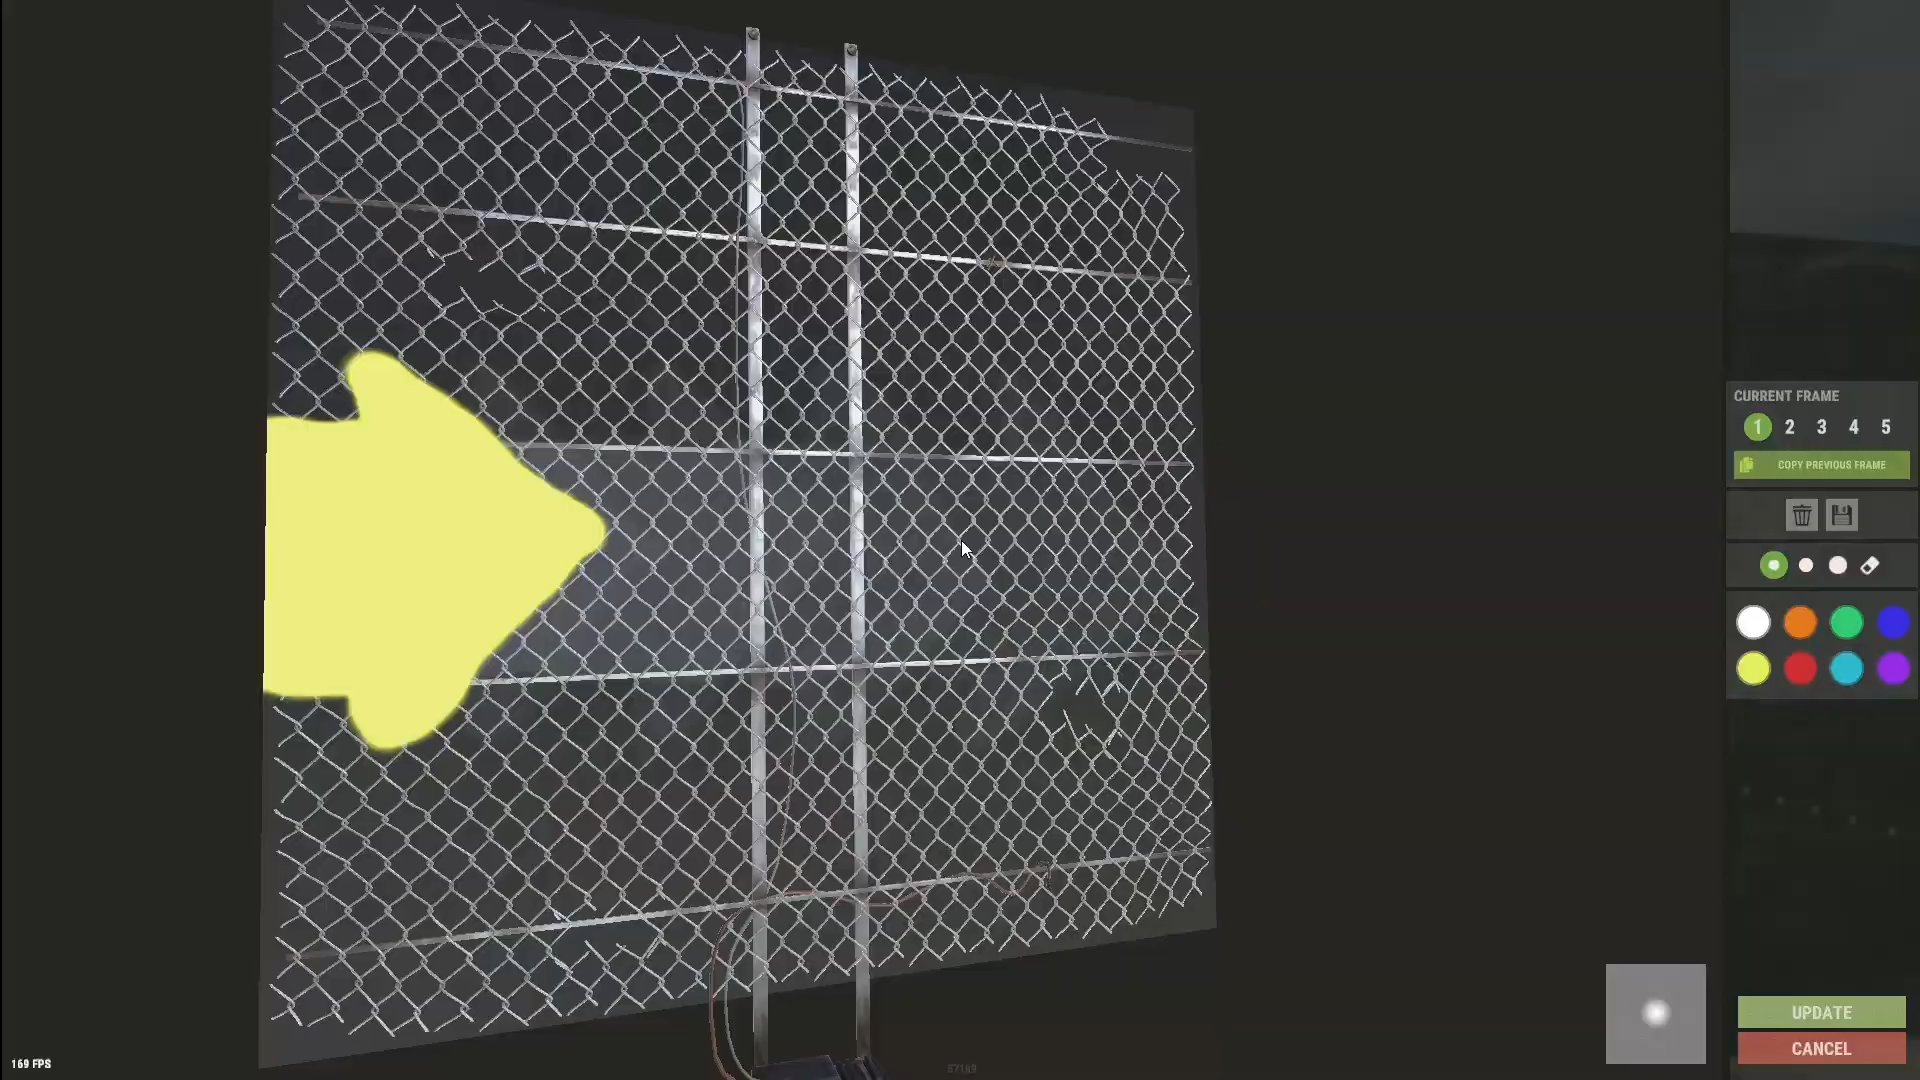 CURRENT FRAME
1 2 3 4 5
COPY PREVIOUS FRAME
UPDATE
CANCEL
169 FPS